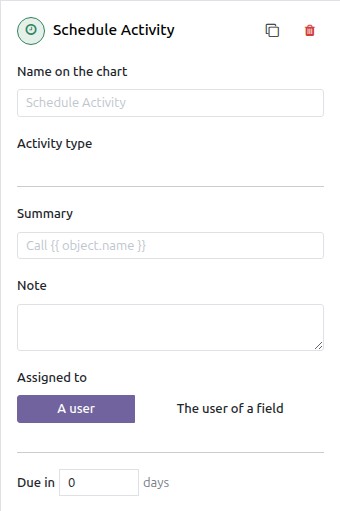 Schedule Activity
Name on the chart
Schedule Activity
Activity type
Summary
Call {{ object.name }}
Note
Assigned to
A user The user of a field
Due in 0 days